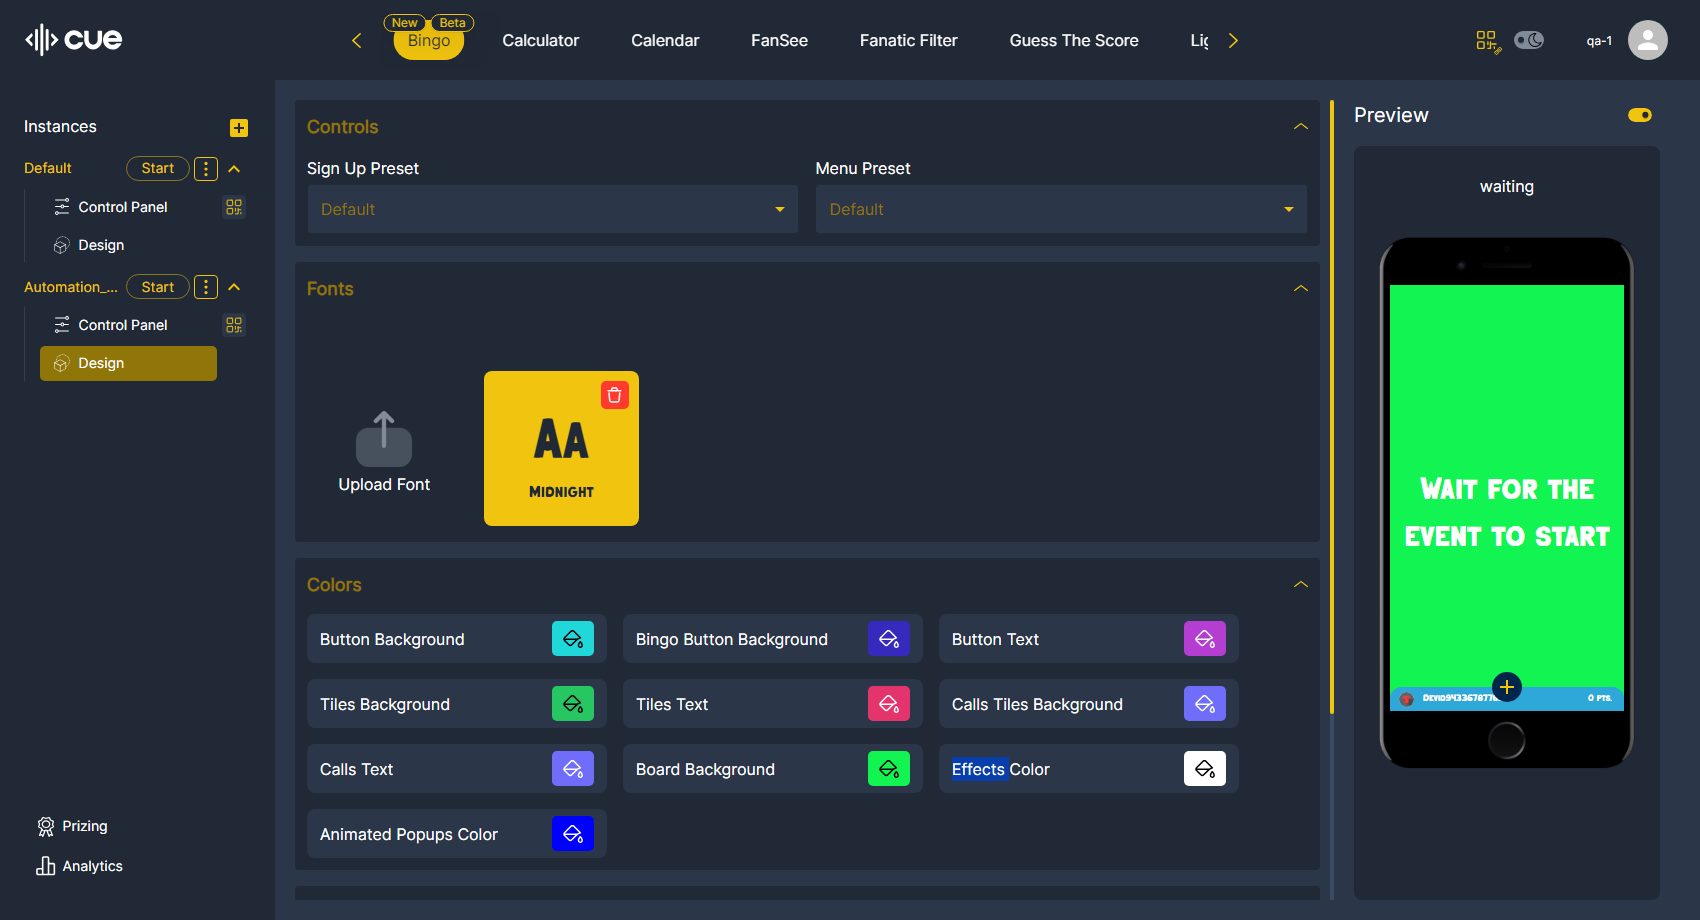 cue
New Beta
Bingo Calculator Calendar FanSee Fanatic Filter Guess The Score
qa-1
Instances
Default Start
Control Panel
Design
Automation_... Start
Control Panel
Design
Prizing
Analytics
Controls
Sign Up Preset Menu Preset
Default Default
Fonts
Upload Font
AA
MIDNIGHT
Colors
Button Background Bingo Button Background Button Text
Tiles Background Tiles Text Calls Tiles Background
Calls Text Board Background Effects Color
Animated Popups Color
Preview
waiting
WAIT FOR THE
EVENT TO START
0 PTS.